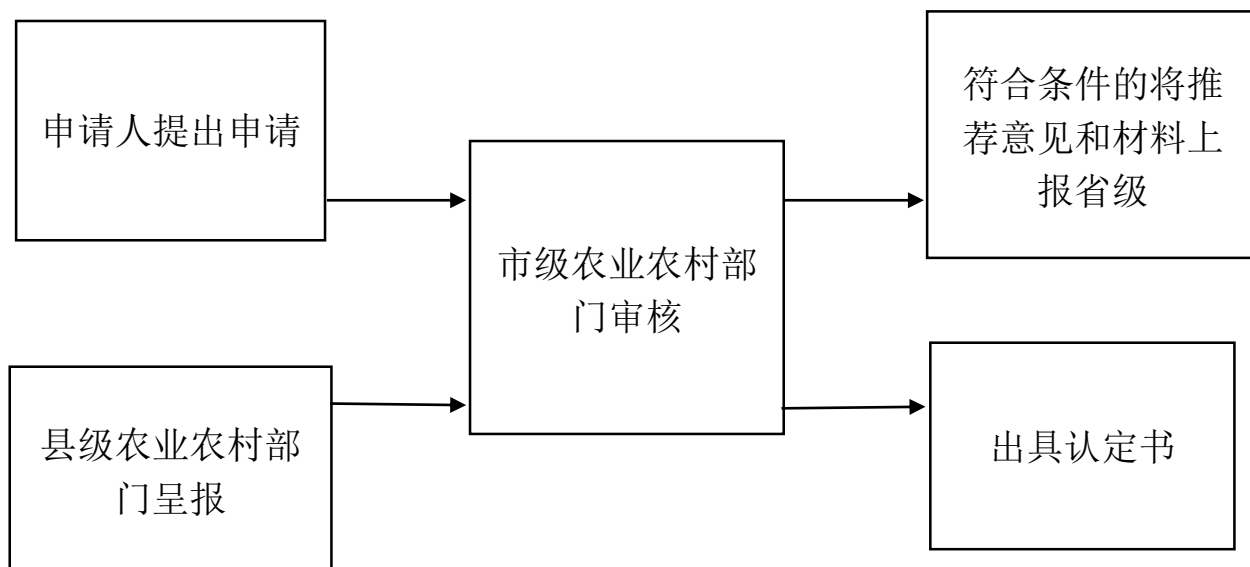 申请人提出申请
县级农业农村部
门呈报
市级农业农村部
门审核
符合条件的将推
荐意见和材料上
报省级
出具认定书